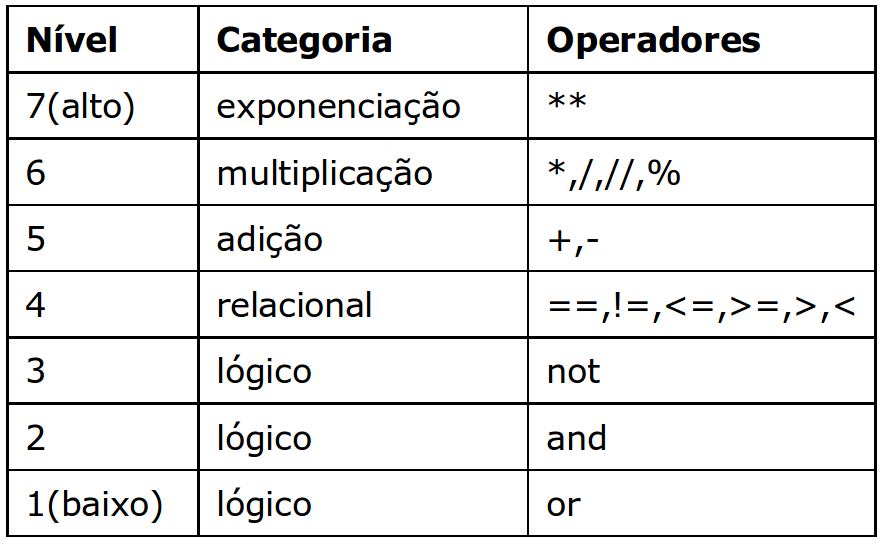 Nível Categoria Operadores
7(alto) exponenciação **
6 multiplicação *,/,//,%
5 adição +,-
4 relacional ==,!=,<=,>=,>,<
3 lógico not
2 lógico and
1(baixo) lógico or